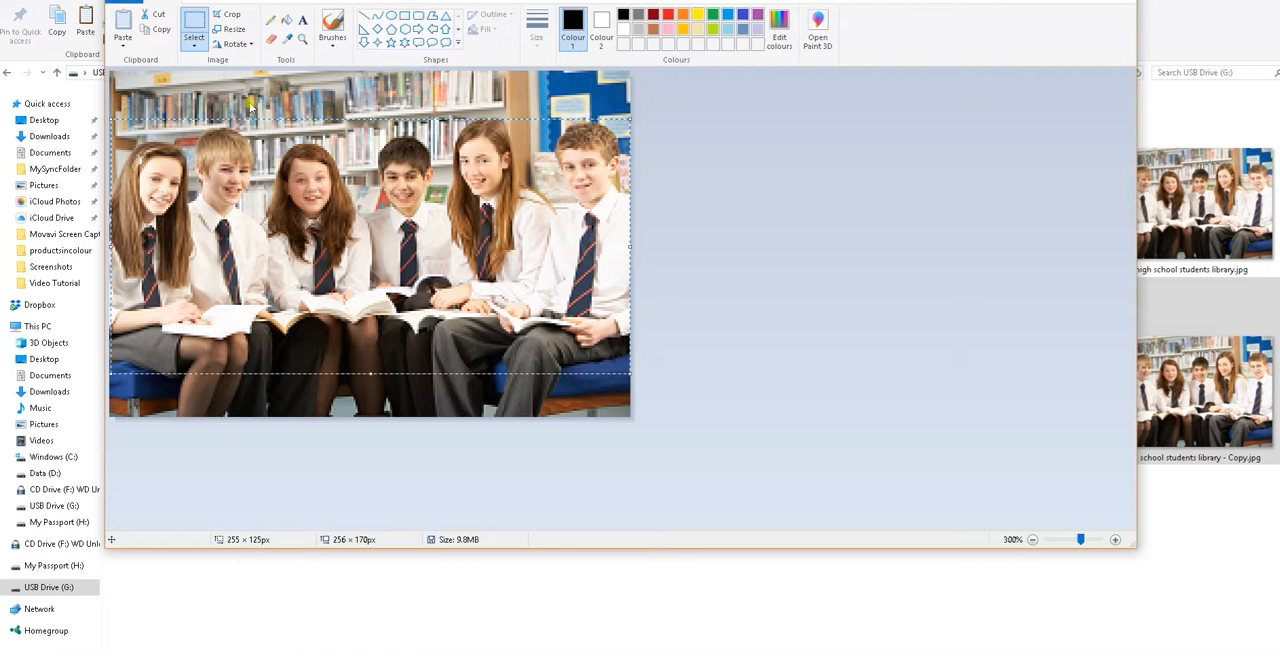 Pin to Quick
access
Copy
Paste
Clipboard
Paste
Cut
Copy
Clipboard
Select
Crop
Resize
Rotate
Image
A
Tools
Brushes
Outline
Fill
Shapes
Size
Colour
1
Colour
2
Edit
colours
Colours
Open
Paint 3D
Search USB Drive (G:)
Quick access
Desktop
Downloads
Documents
MySyncFolder
Pictures
iCloud Photos
iCloud Drive
Movavi Screen Capt
productsincolour
Screenshots
Video Tutorial
Dropbox
This PC
3D Objects
Desktop
Documents
Downloads
Music
Pictures
Videos
Windows (C:)
Data (D:)
CD Drive (F:) WD Un
USB Drive (G:)
My Passport (H:)
CD Drive (F:) WD Unl
My Passport (H:)
USB Drive (G:)
Network
Homegroup
high school students library.jpg
school students library - Copy.jpg
255 × 125px
256 × 170px
Size: 9.8MB
300%